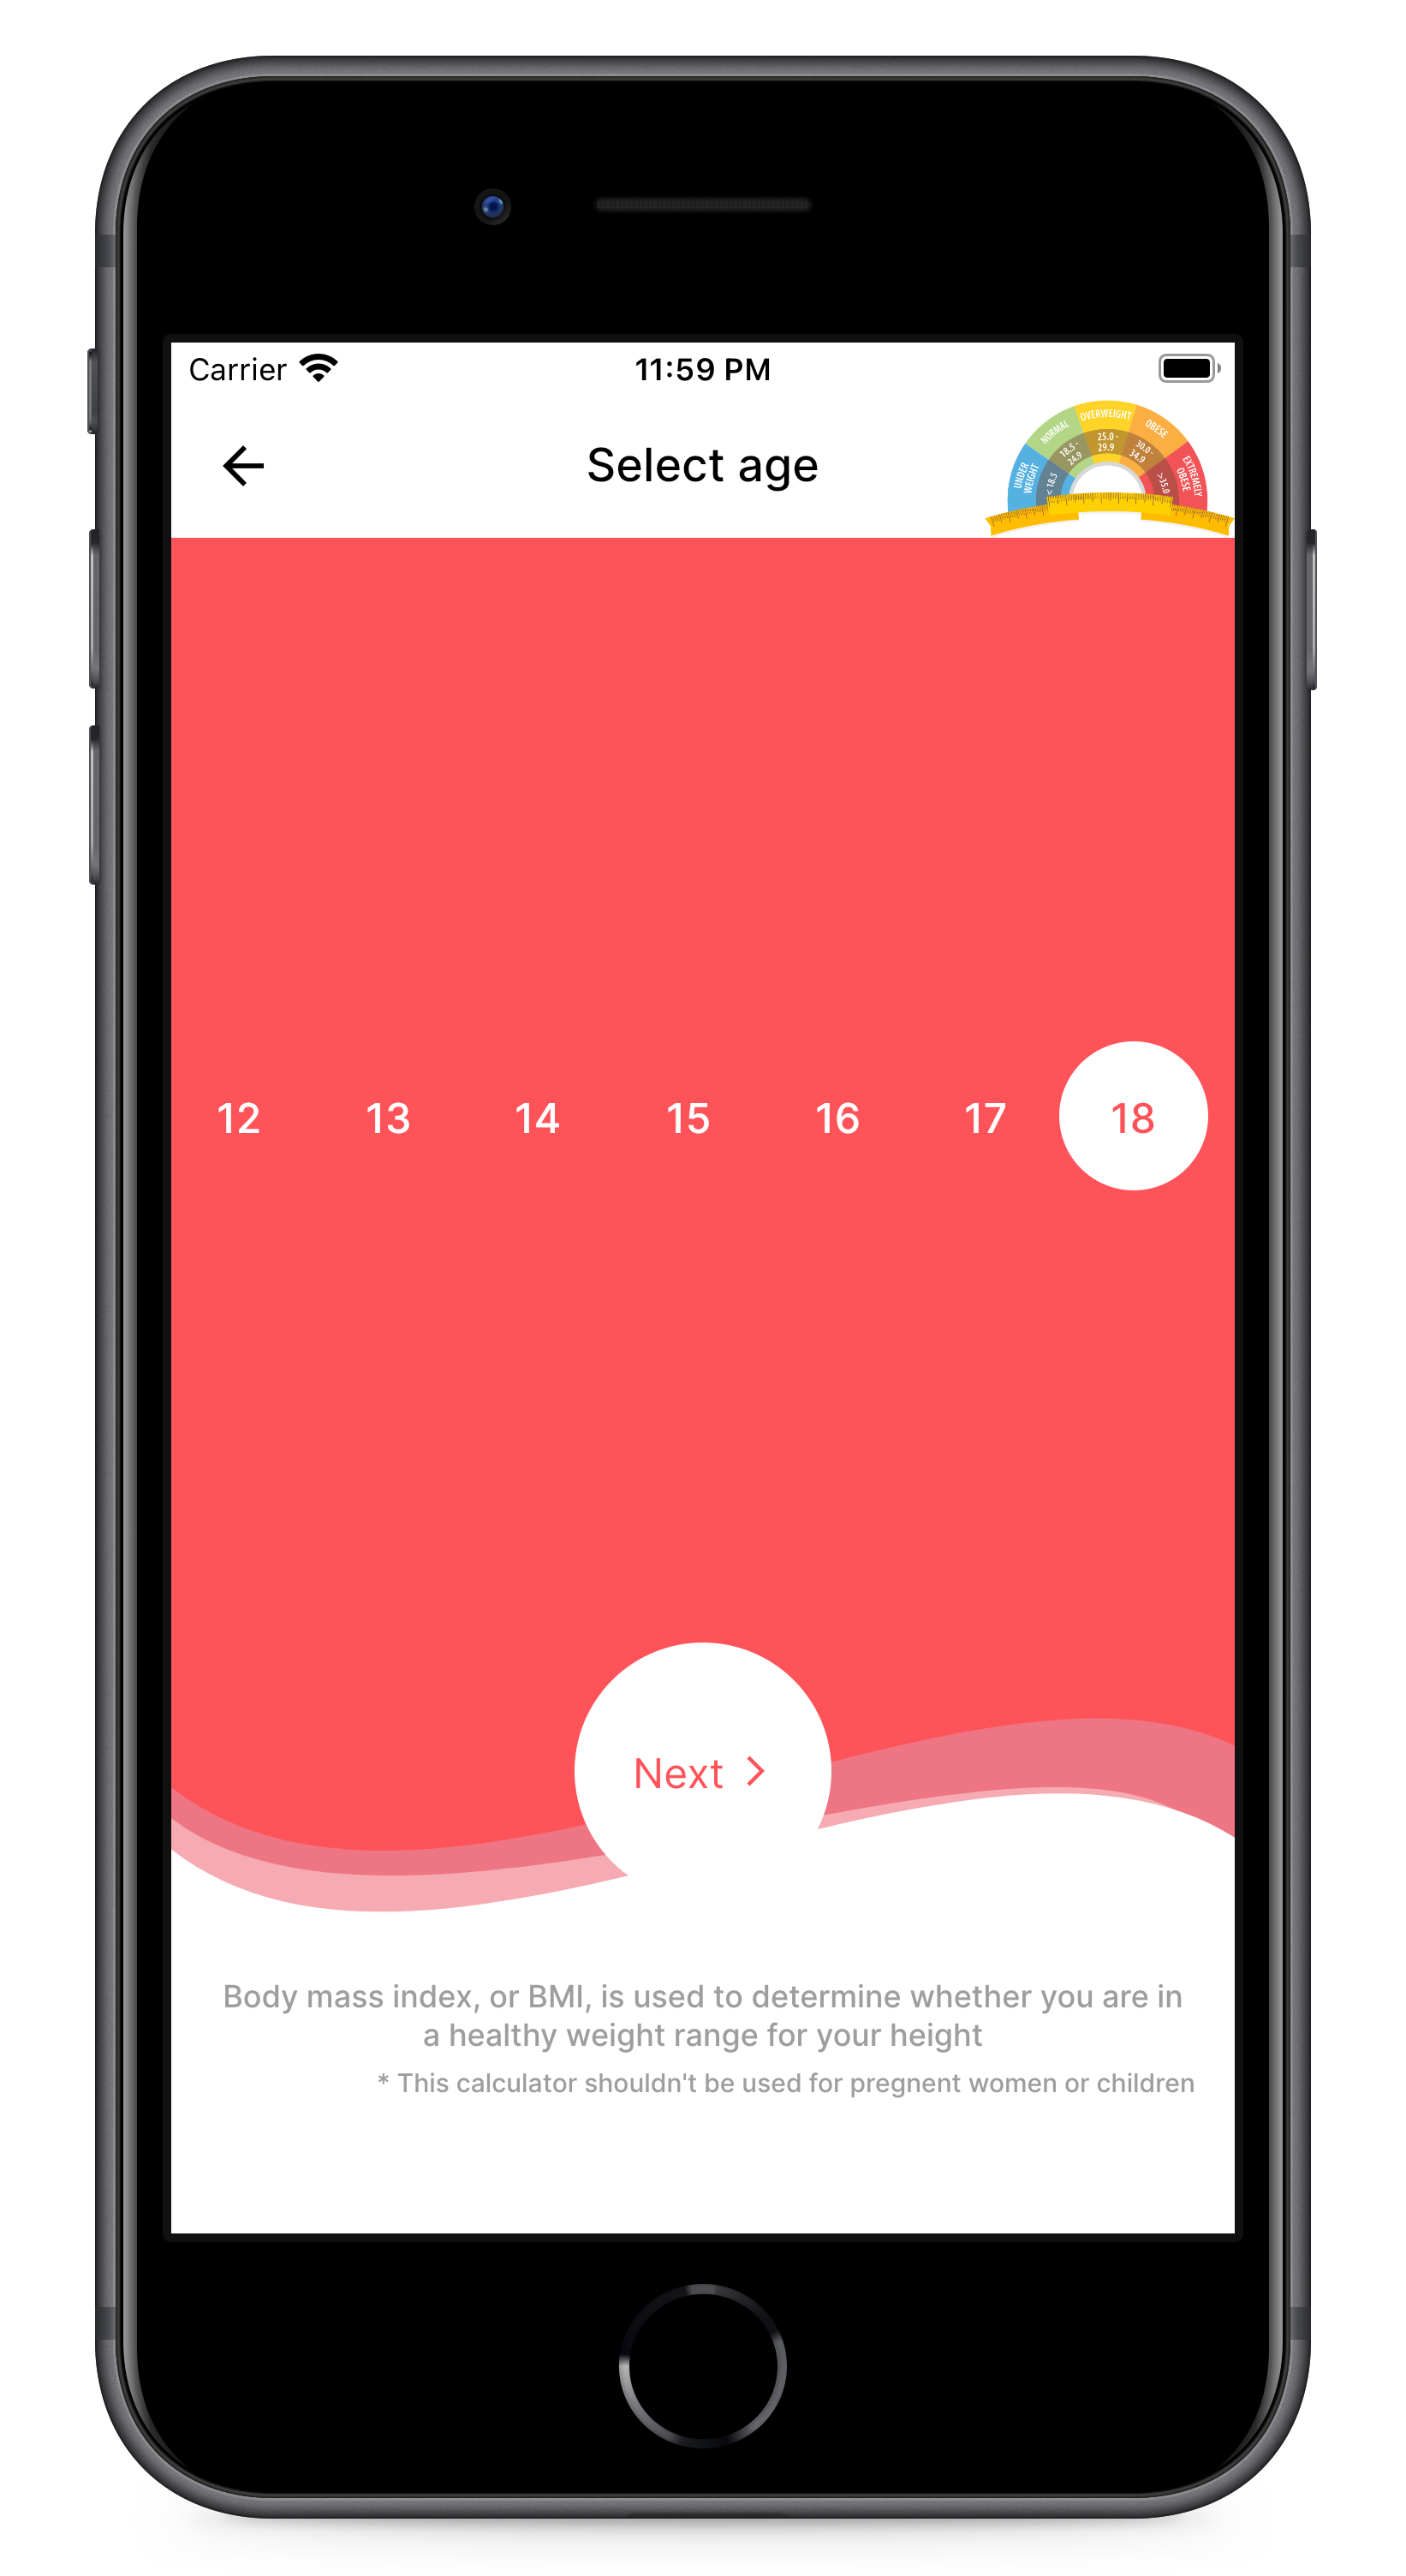 Carrier
11:59 PM
Select age
UNDER
WEIGHT
< 18.5
NORMAL
18.5 -
24.9
OVERWEIGHT
25.0 -
29.9
OBESE
30.0 -
34.9
EXTREMELY
OBESE
>35.0
12 13 14 15 16 17 18
Next
Body mass index, or BMI, is used to determine whether you are in
a healthy weight range for your height
* This calculator shouldn't be used for pregnent women or children